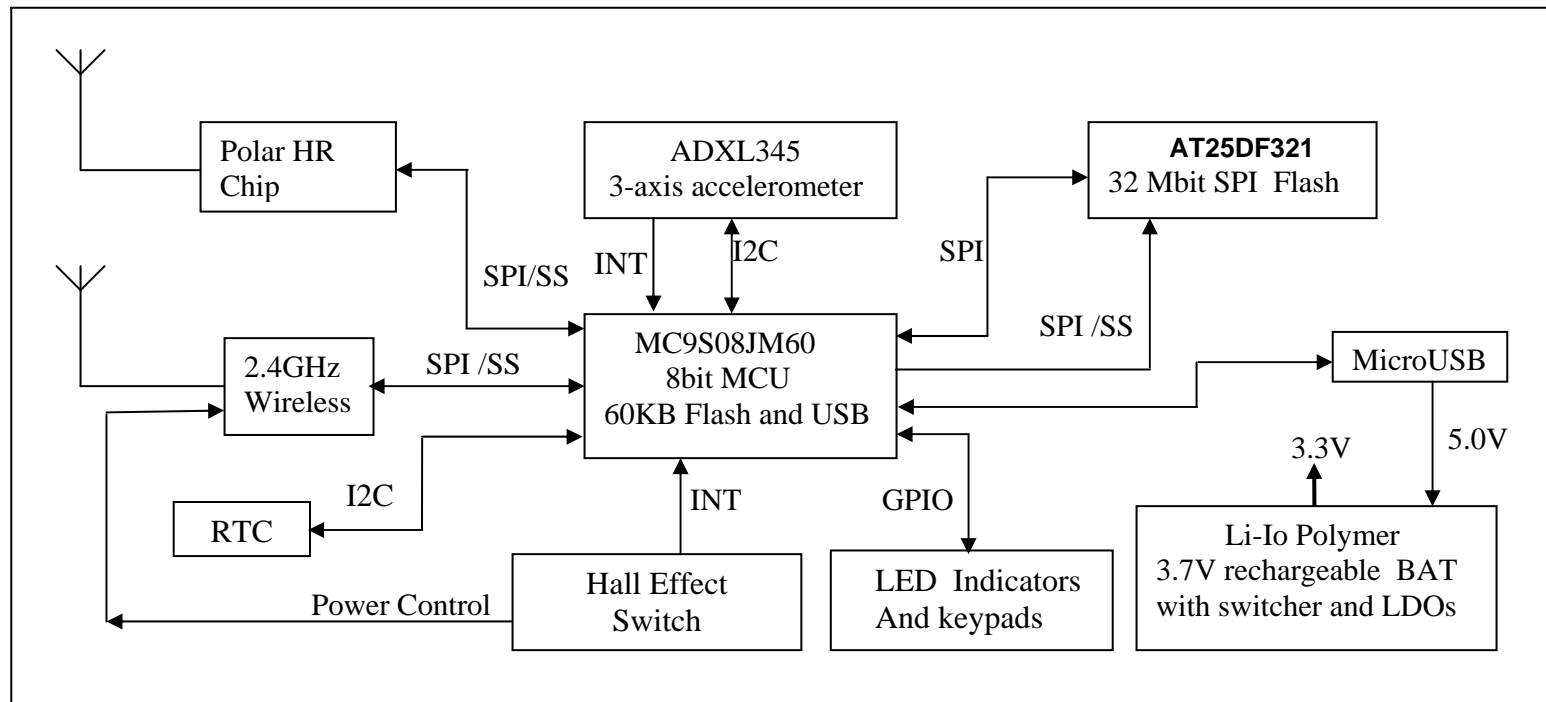 Polar HR
Chip
ADXL345
3-axis accelerometer
AT25DF321
32 Mbit SPI  Flash
INT
I2C
SPI
SPI/SS
SPI /SS
MC9S08JM60
8bit MCU
60KB Flash and USB
2.4GHz
Wireless
SPI /SS
MicroUSB
5.0V
3.3V
I2C
RTC
INT
GPIO
Power Control
Hall Effect
Switch
LED  Indicators
And keypads
Li-Io Polymer
3.7V rechargeable  BAT
with switcher and LDOs